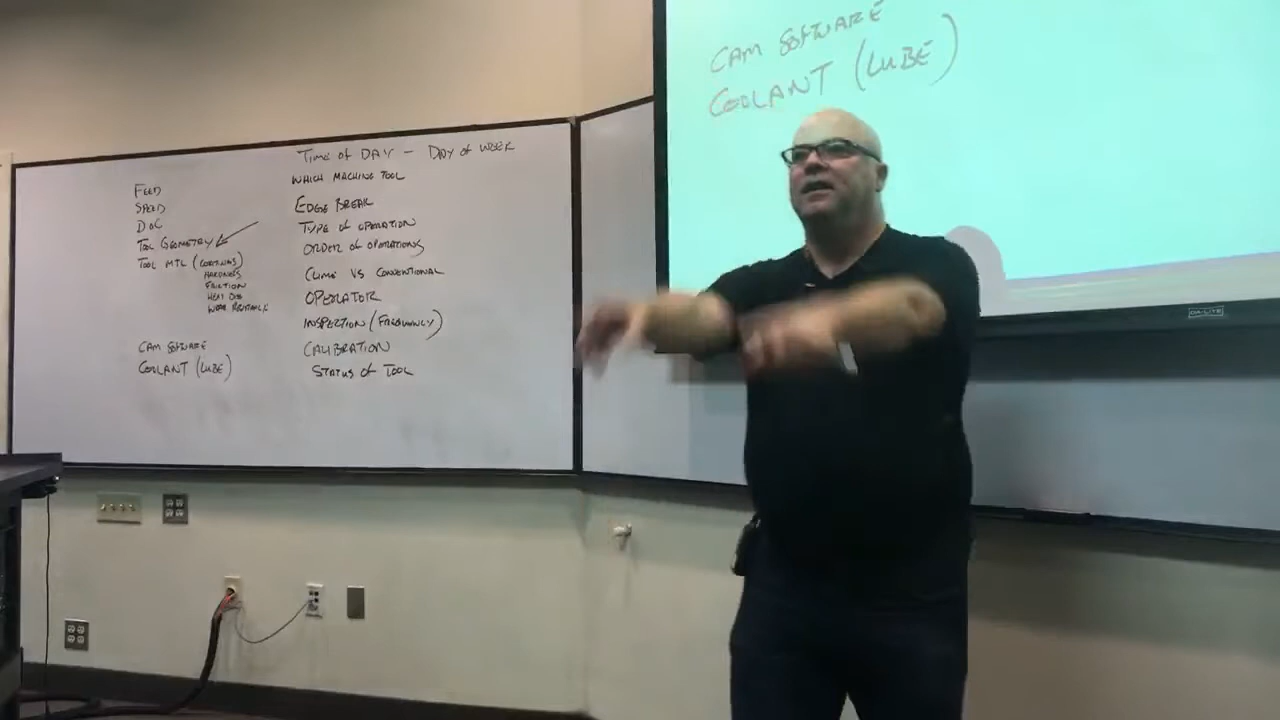 FEED
SPEED
DOC
TOOL GEOMETRY
TOOL MTL (COATINGS)
HARDNESS
FRICTION
HEAT
WEAR
CAM SOFTWARE
COOLANT (LUBE)
TIME OF DAY - DAY OF WEEK
WHICH MACHINE TOOL
EDGE BREAK
TYPE OF OPERATION
ORDER OF OPERATIONS
CLIMB VS CONVENTIONAL
OPERATOR
INSPECTION (FREQUENCY)
CALIBRATION
STATUS OF TOOL
CAM SOFTWARE
COOLANT (LUBE)
DA-LITE